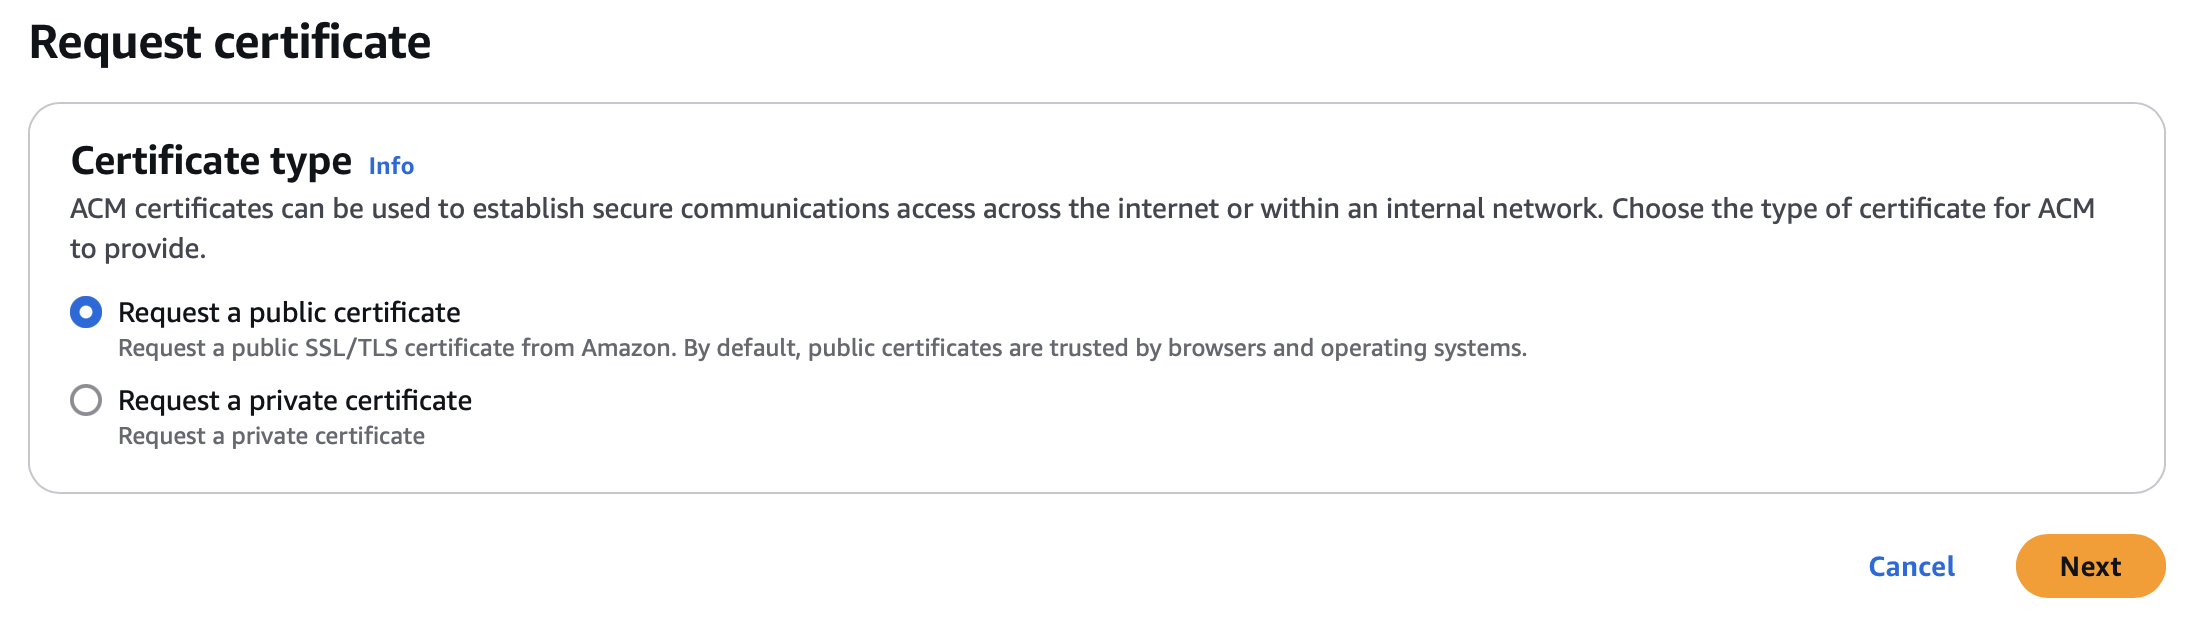 Request certificate
Certificate type Info
ACM certificates can be used to establish secure communications access across the internet or within an internal network. Choose the type of certificate for ACM
to provide.
Request a public certificate
Request a public SSL/TLS certificate from Amazon. By default, public certificates are trusted by browsers and operating systems.
Request a private certificate
Request a private certificate
Cancel Next